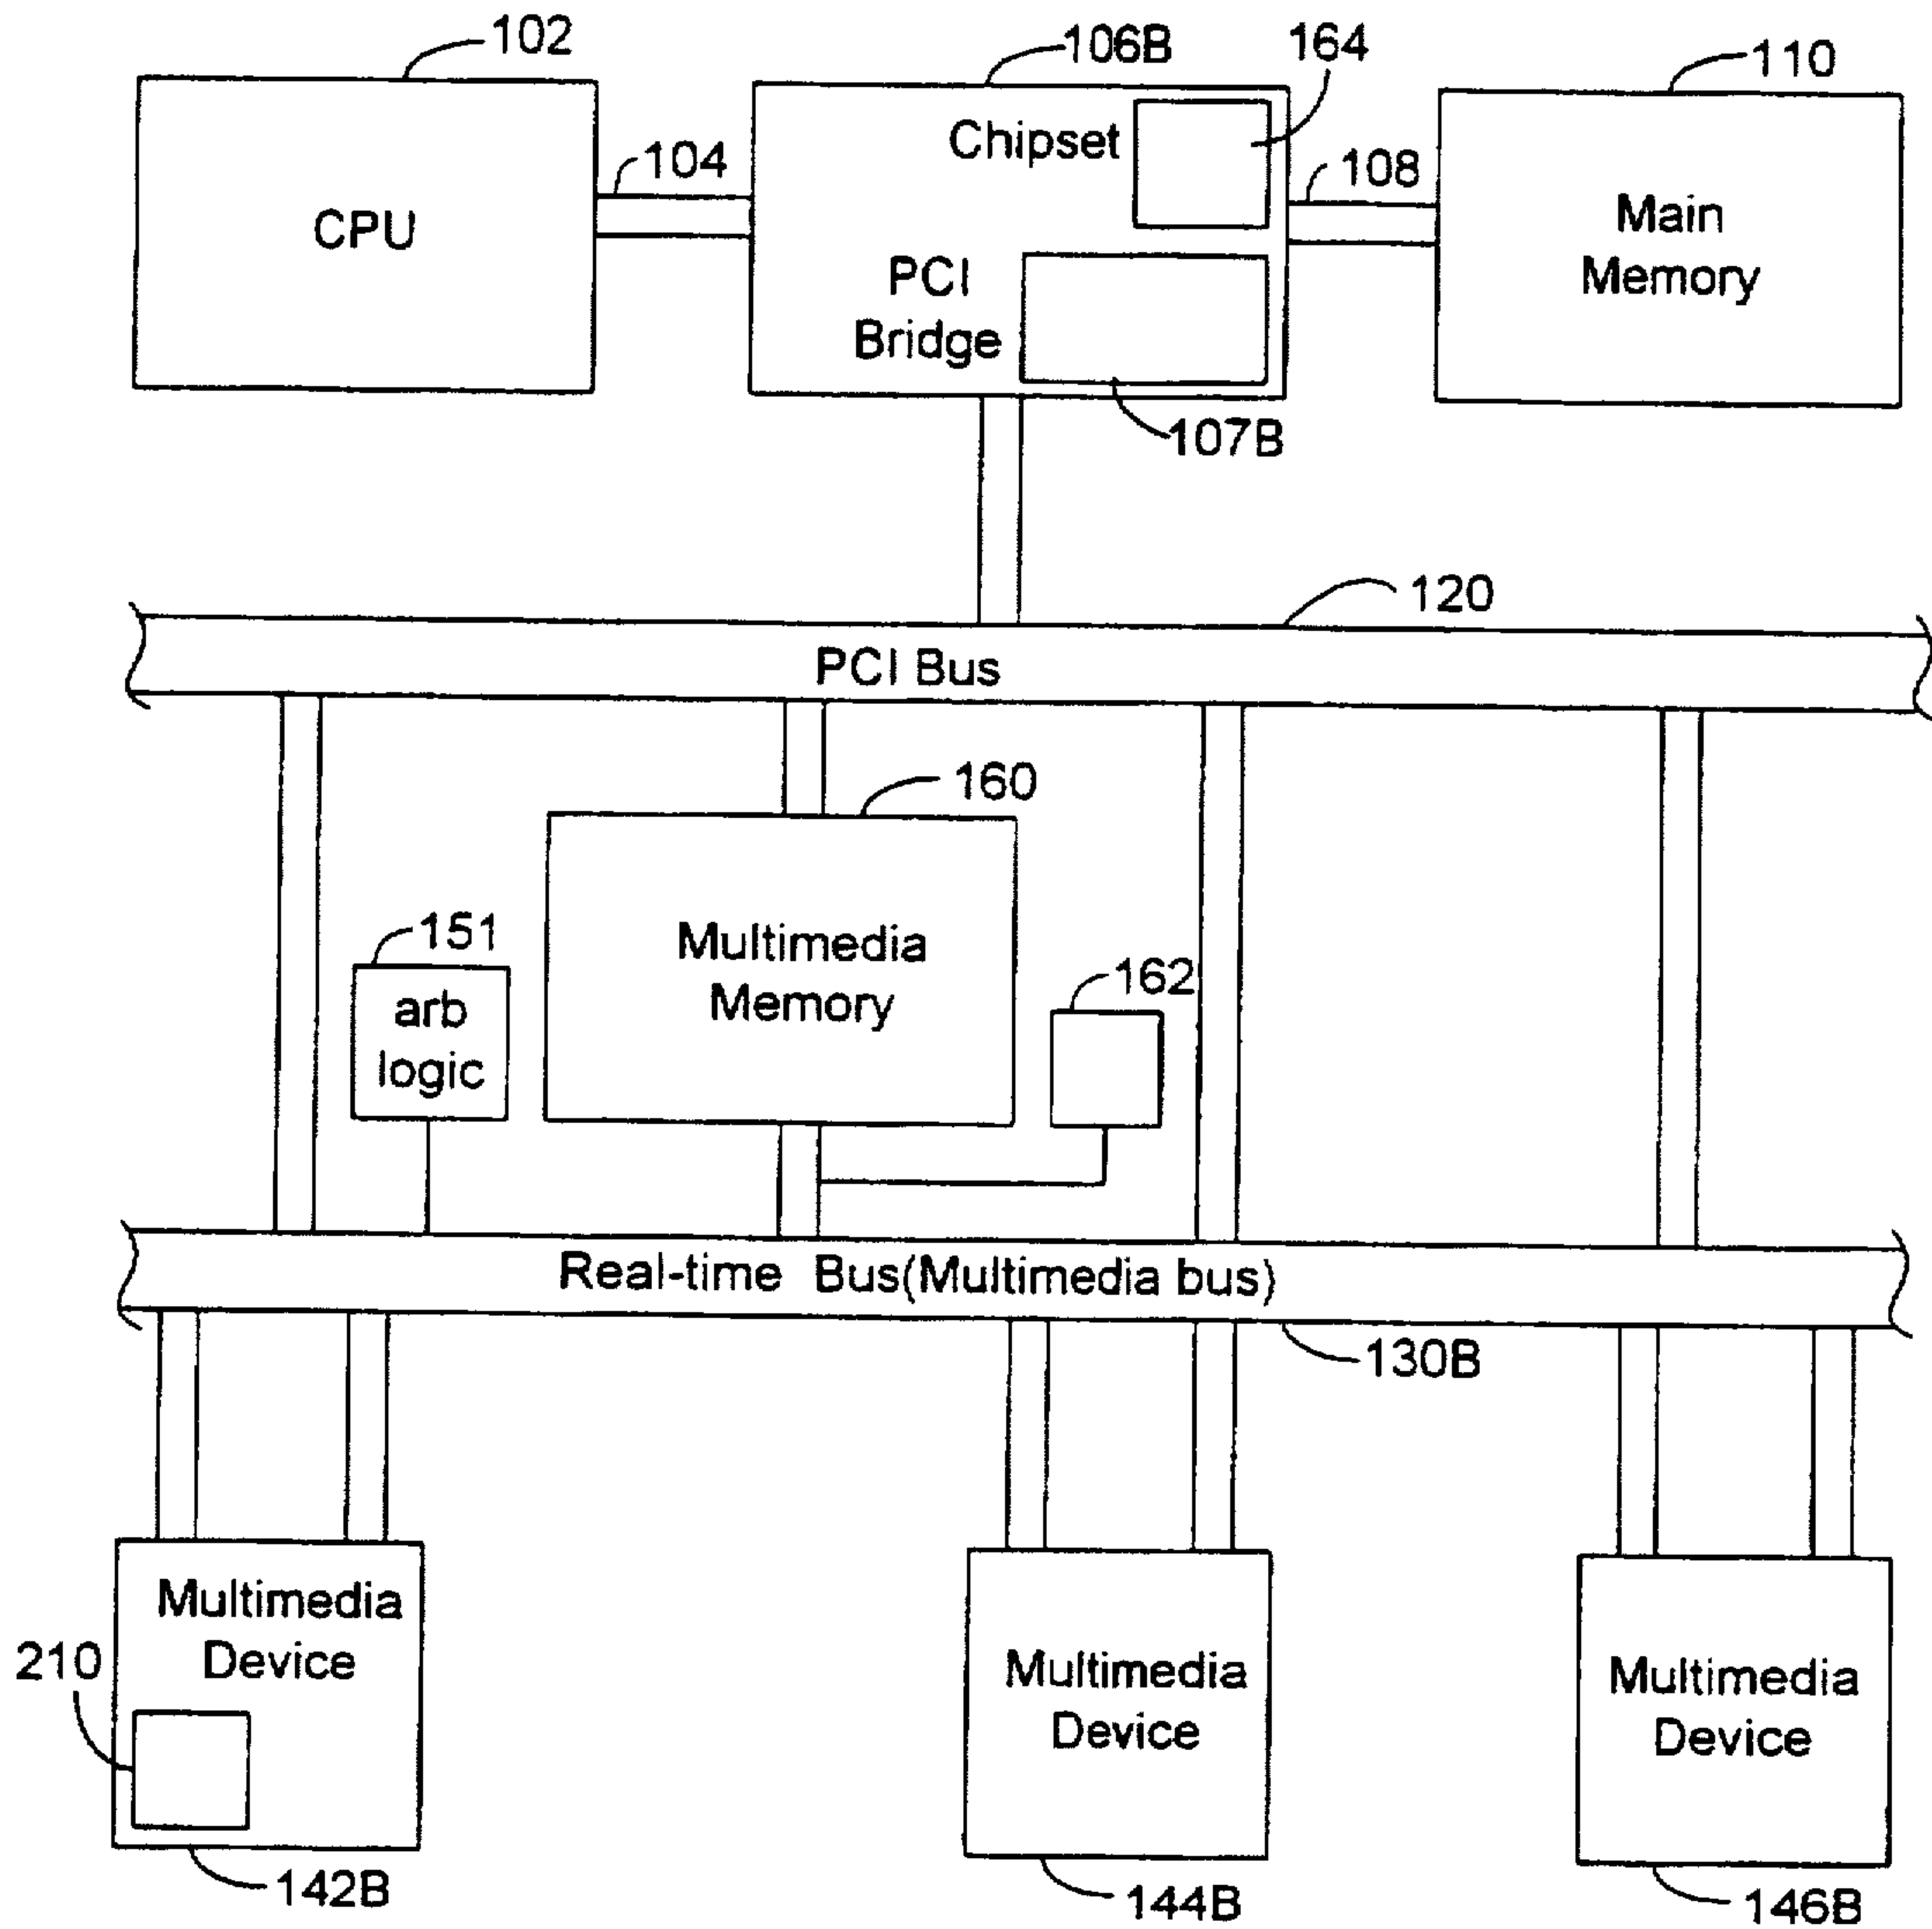 102
106B
164
110
104
Chipset
108
CPU
Main
Memory
PCI
Bridge
107B
120
PCI Bus
160
151
Multimedia
Memory
162
arb
logic
Real-time Bus(Multimedia bus)
130B
Multimedia
Device
210
Multimedia
Device
Multimedia
Device
142B
144B
146B